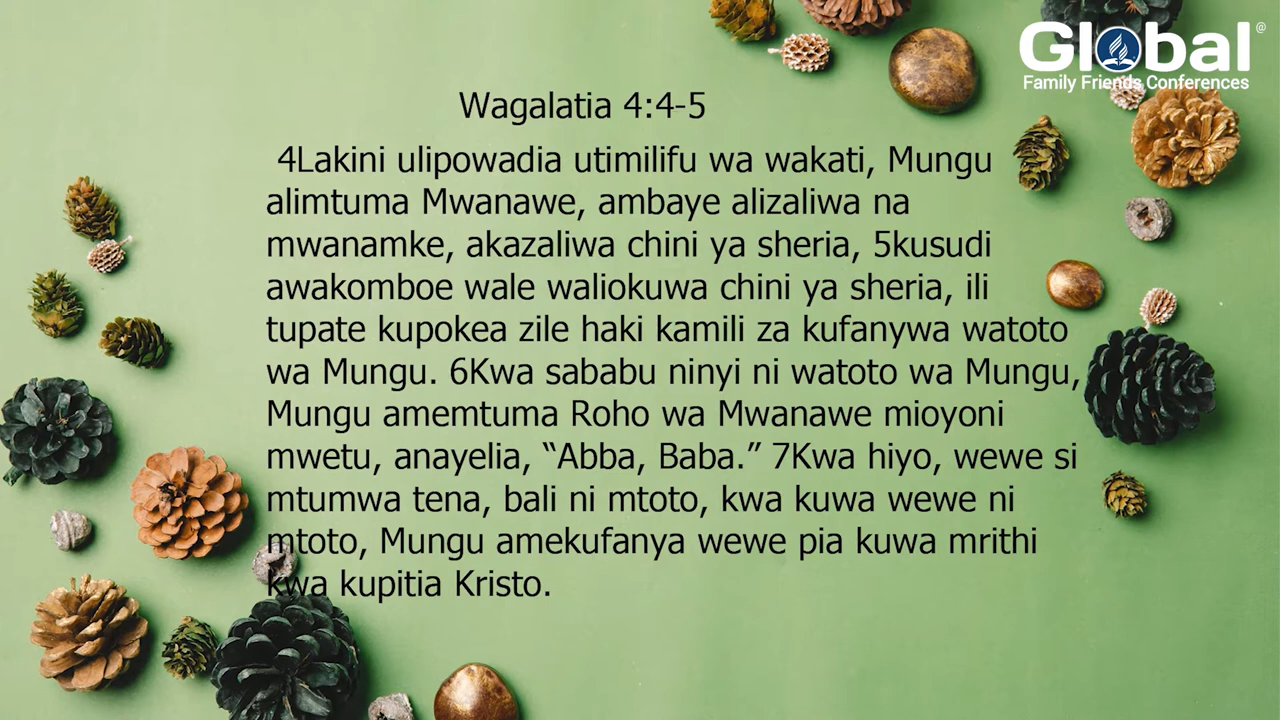 Global
Family Friends Conferences
Wagalatia 4:4-5
4Lakini ulipowadia utimilifu wa wakati, Mungu
alimtuma Mwanawe, ambaye alizaliwa na
mwanamke, akazaliwa chini ya sheria, 5kusudi
awakomboe wale waliokuwa chini ya sheria, ili
tupate kupokea zile haki kamili za kufanywa watoto
wa Mungu. 6Kwa sababu ninyi ni watoto wa Mungu,
Mungu amemtuma Roho wa Mwanawe mioyoni
mwetu, anayelia, “Abba, Baba.” 7Kwa hiyo, wewe si
mtumwa tena, bali ni mtoto, kwa kuwa wewe ni
mtoto, Mungu amekufanya wewe pia kuwa mrithi
kwa kupitia Kristo.